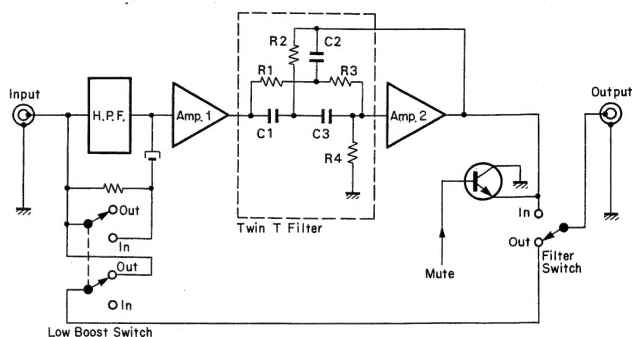 R2
C2
R1
R3
Input
Output
H.P.F.
Amp.1
Amp.2
C1
C3
R4
Out
In
Out
In
Twin T Filter
In
Out
Filter
Switch
Mute
Low Boost Switch